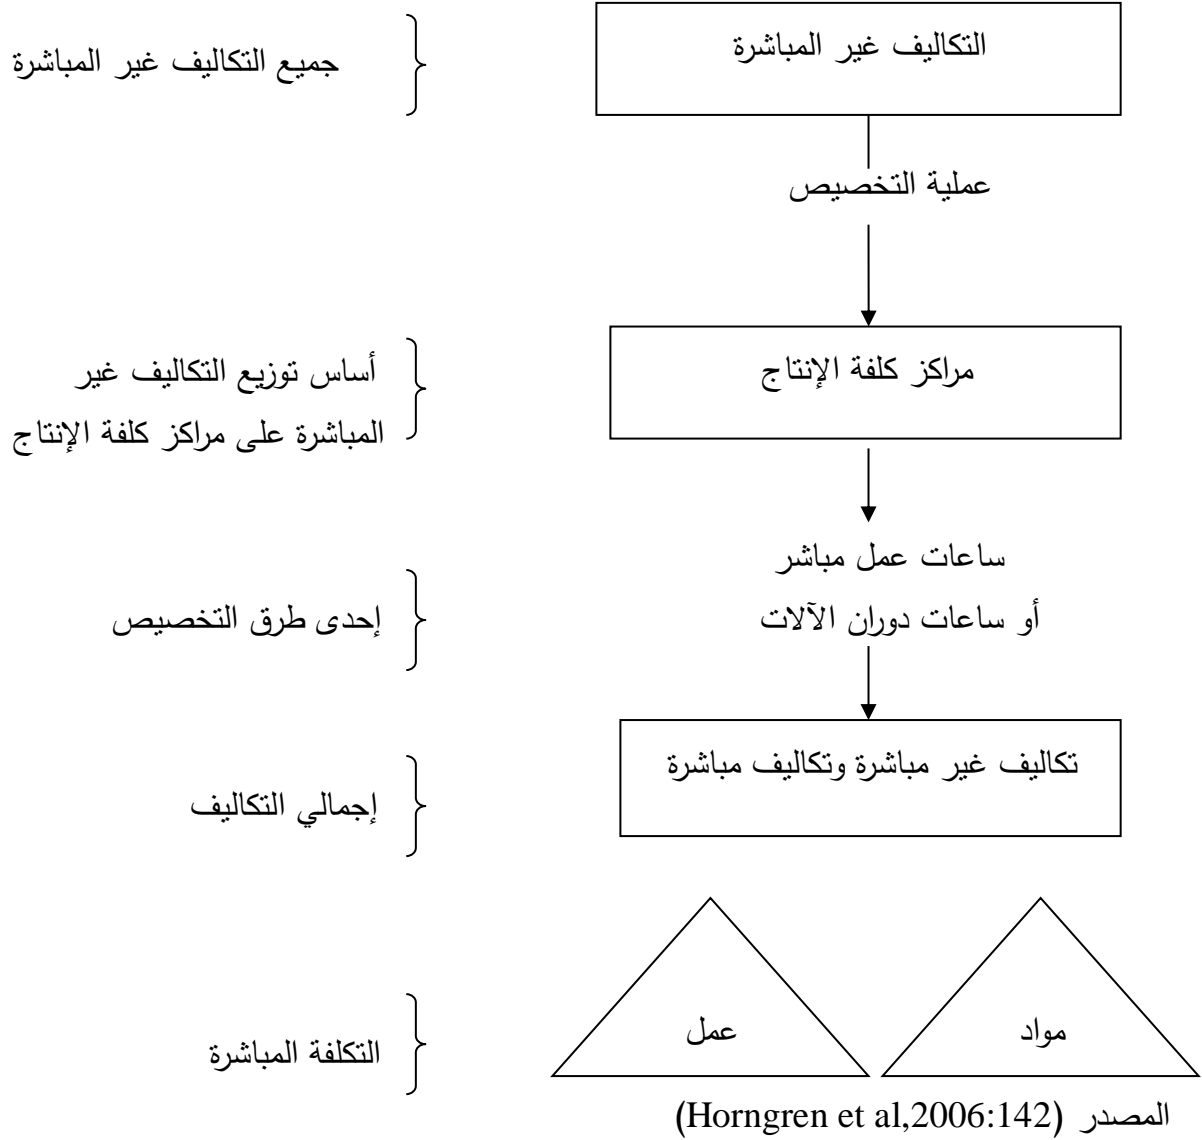 التكاليف غير المباشرة
جميع التكاليف غير المباشرة
عملية التخصيص
مراكز كلفة الإنتاج
أساس توزيع التكاليف غير
المباشرة على مراكز كلفة الإنتاج
ساعات عمل مباشر
أو ساعات دوران الآلات
إحدى طرق التخصيص
تكاليف غير مباشرة وتكاليف مباشرة
إجمالي التكاليف
مواد
عمل
التكلفة المباشرة
المصدر (Horngren et al,2006:142)